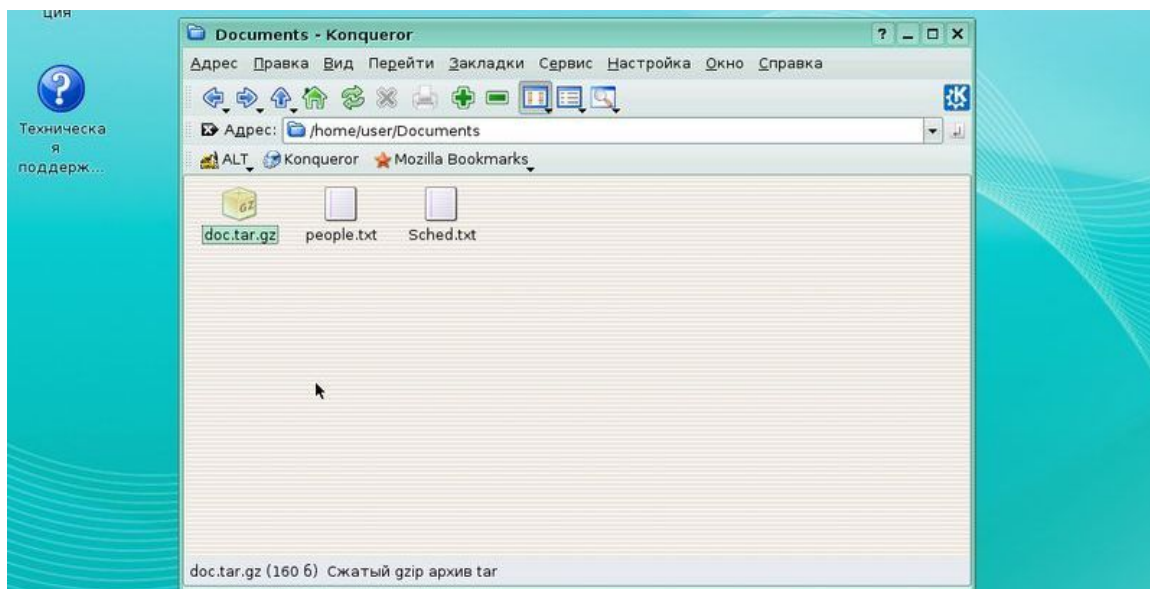 ция
Техническа
я
поддерж...
Documents - Konqueror
Адрес Правка Вид Перейти Закладки Сервис Настройка Окно Справка
Адрес: /home/user/Documents
ALT Konqueror Mozilla Bookmarks
GZ
doc.tar.gz people.txt Sched.txt
doc.tar.gz (160 б) Сжатый gzip архив tar